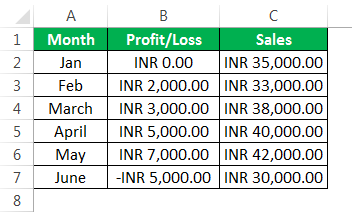 A B C
1 Month Profit/Loss Sales
2 Jan INR 0.00 INR 35,000.00
3 Feb INR 2,000.00 INR 33,000.00
4 March INR 3,000.00 INR 38,000.00
5 April INR 5,000.00 INR 40,000.00
6 May INR 7,000.00 INR 42,000.00
7 June -INR 5,000.00 INR 30,000.00
8